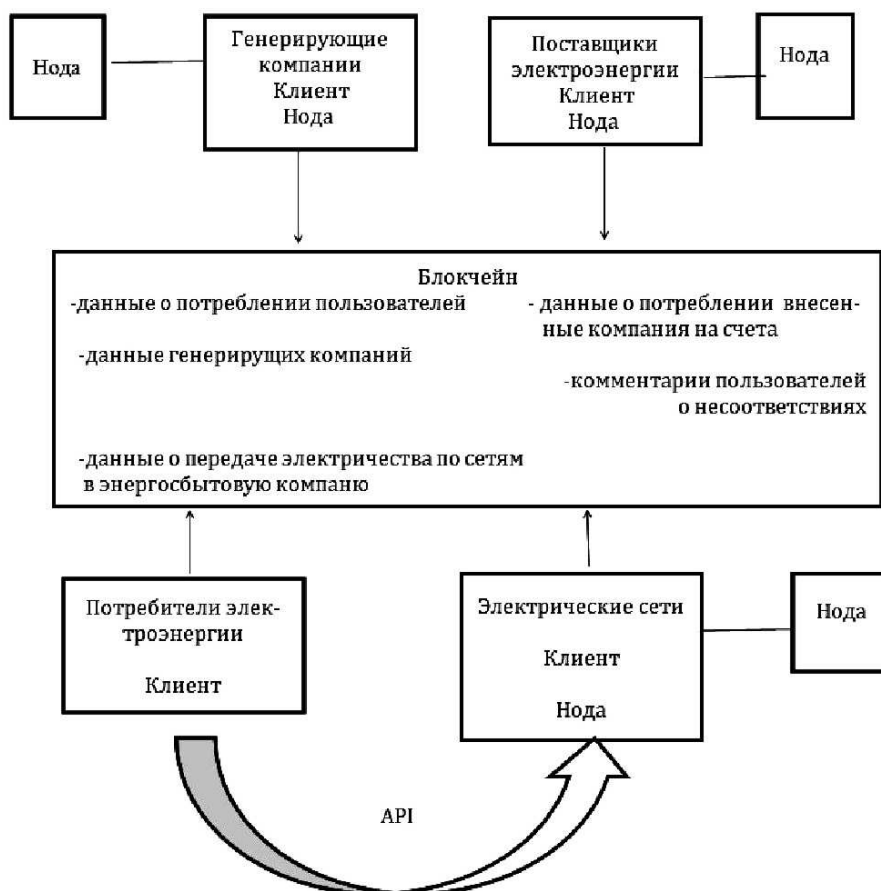 Нода
Генерирующие
компании
Клиент
Нода
Поставщики
электроэнергии
Клиент
Нода
Нода
Блокчейн
-данные о потреблении пользователей
-данные генерирущих компаний
-данные о передаче электричества по сетям
в энергосбытовую компаню
- данные о потреблении внесен-
ные компания на счета
-комментарии пользователей
о несоответствиях
Потребители элек-
троэнергии
Клиент
Электрические сети
Клиент
Нода
Нода
API